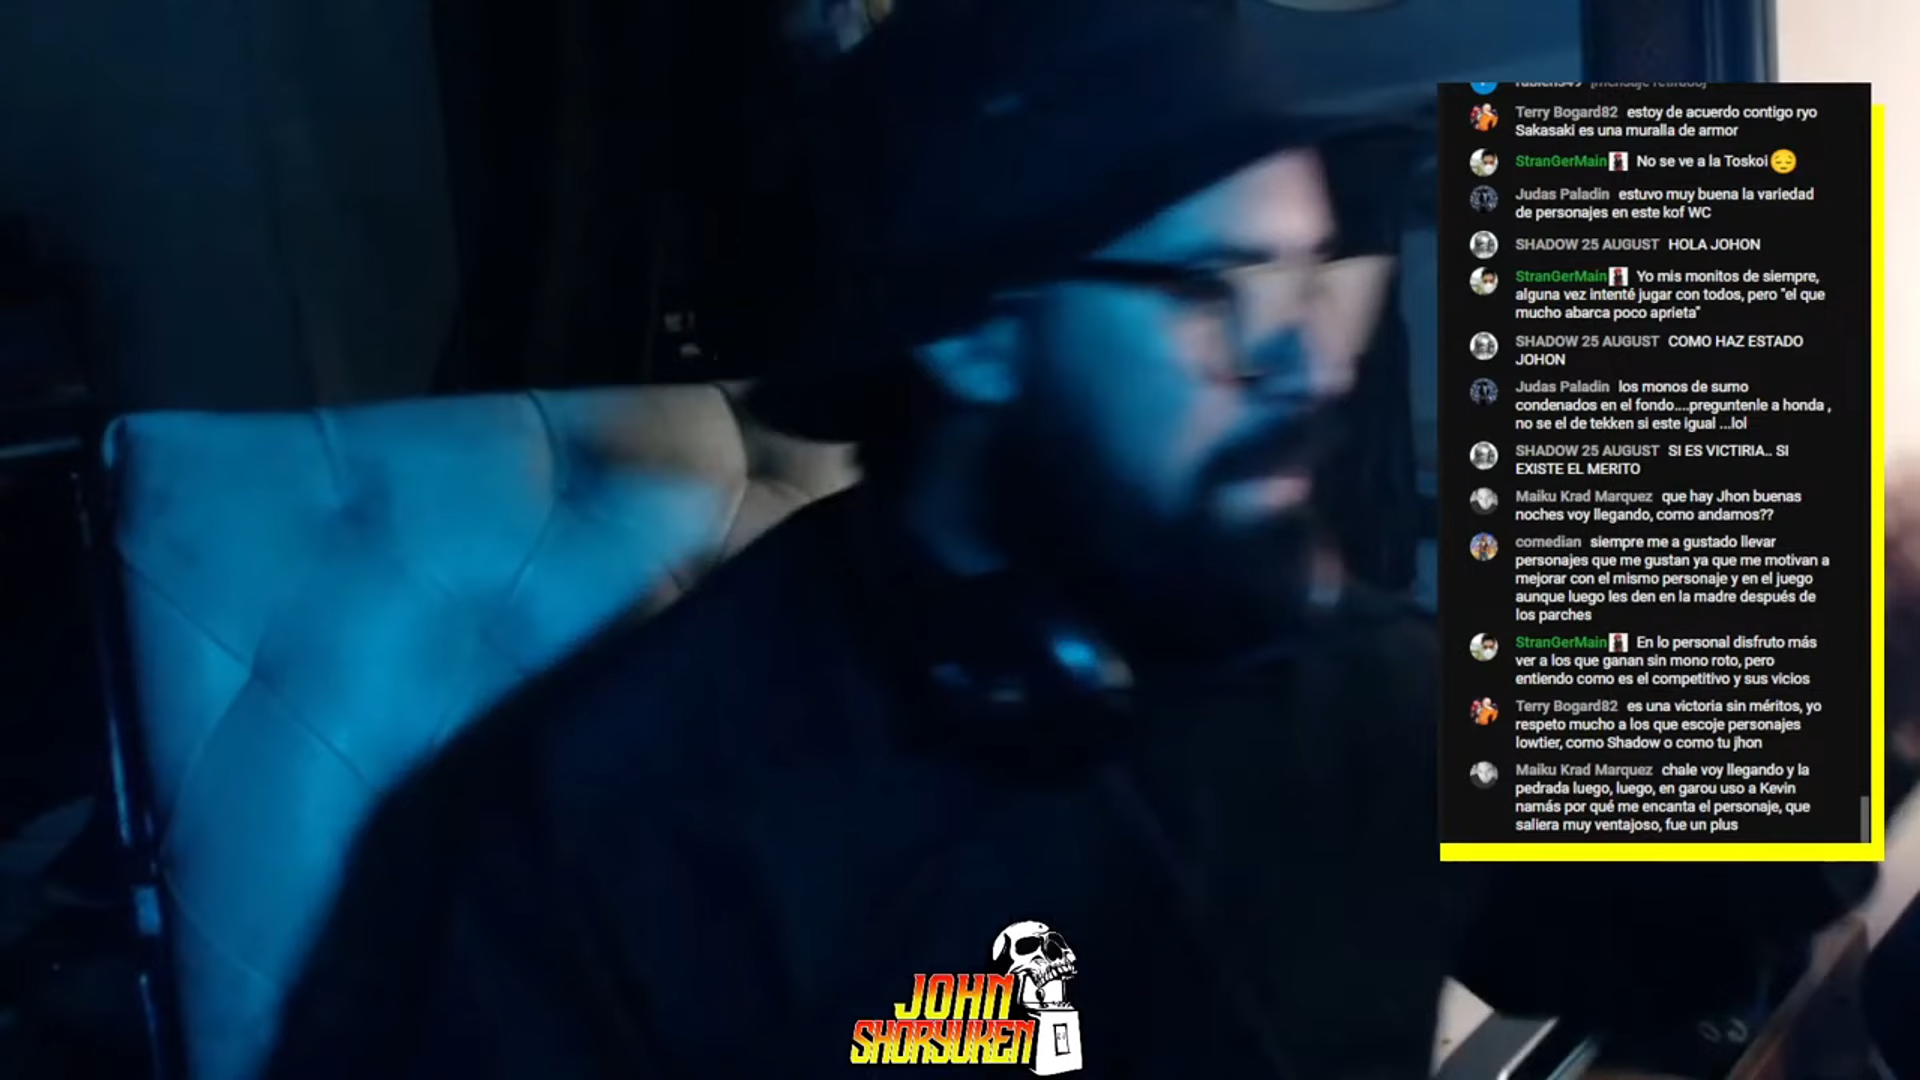 Terry Bogard82 estoy de acuerdo contigo ryo
Sakasaki es una muralla de armor
StranGerMain No se ve a la Toskoi
Judas Paladin estuvo muy buena la variedad
de personajes en este kof WC
SHADOW 25 AUGUST HOLA JOHON
StranGerMain Yo mis monitos de siempre,
alguna vez intenté jugar con todos, pero "el que
mucho abarca poco aprieta"
SHADOW 25 AUGUST COMO HAZ ESTADO
JOHON
Judas Paladin los monos de sumo
condenados en el fondo....preguntenle a honda ,
no se el de tekken si este igual ...lol
SHADOW 25 AUGUST SI ES VICTIRIA.. SI
EXISTE EL MERITO
Maiku Krad Marquez que hay Jhon buenas
noches voy llegando, como andamos??
comedian siempre me a gustado llevar
personajes que me gustan ya que me motivan a
mejorar con el mismo personaje y en el juego
aunque luego les den en la madre después de
los parches
StranGerMain En lo personal disfruto más
ver a los que ganan sin mono roto, pero
entiendo como es el competitivo y sus vicios
Terry Bogard82 es una victoria sin méritos, yo
respeto mucho a los que escoje personajes
lowtier, como Shadow o como tu jhon
Maiku Krad Marquez chale voy llegando y la
pedrada luego, luego, en garou uso a Kevin
namás por qué me encanta el personaje, que
saliera muy ventajoso, fue un plus
JOHN
SHORYUKEN